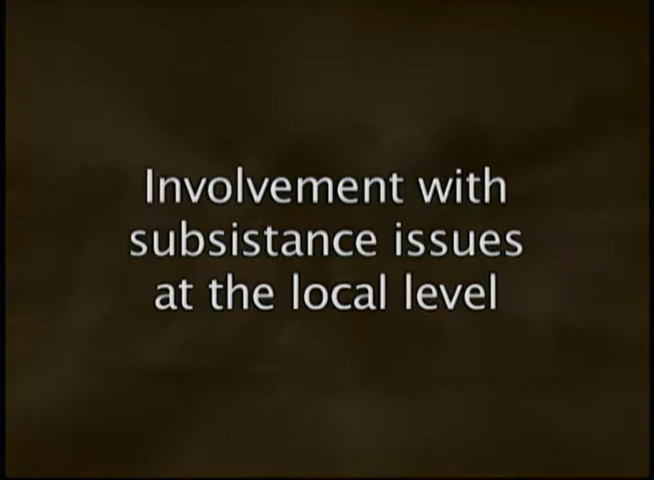 Involvement with
subsistance issues
at the local level